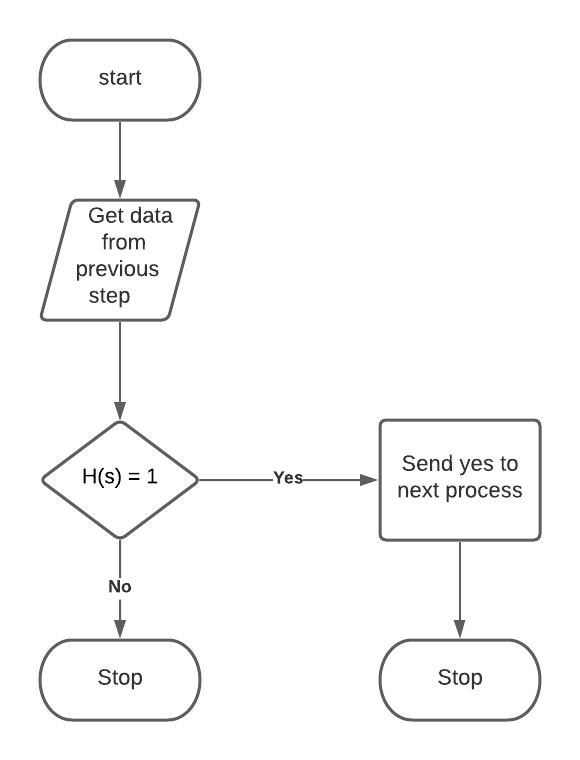 start
Get data
from
previous
step
H(s) = 1
Yes
Send yes to
next process
No
Stop
Stop